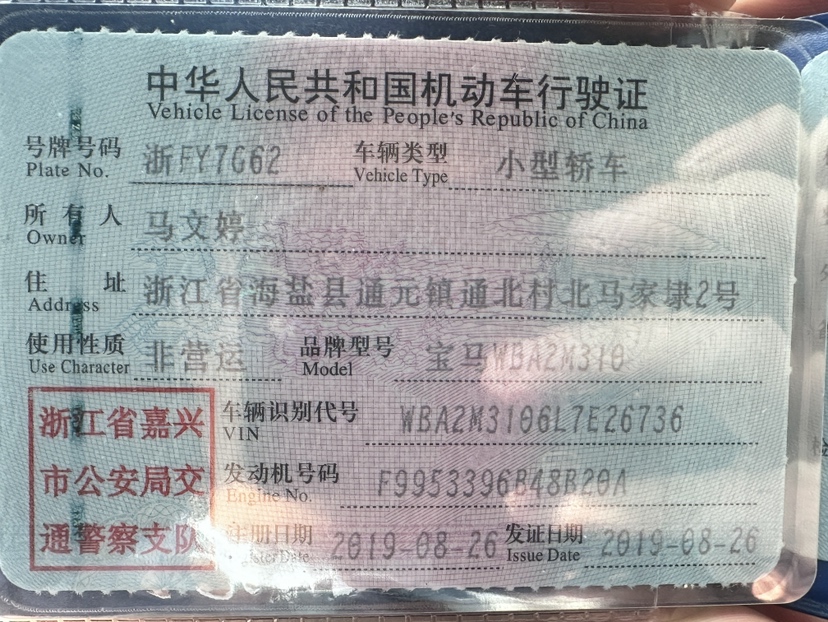 中华人民共和国机动车行驶证
Vehicle License of the People's Republic of China
号牌号码 浙FY7G62 车辆类型 小型轿车
Plate No. Vehicle Type
所有人 马文婷
Owner
住址 浙江省海盐县通元镇通北村北马家埭2号
Address
使用性质 非营运 品牌型号 宝马WBA2M310
Use Character Model
浙江省嘉兴 车辆识别代号 WBA2M3106L7E26736
VIN
市公安局交 发动机号码 F9953396B48B20A
Engine No.
通警察支队 注册日期 2019-08-26 发证日期 2019-08-26
Register Date Issue Date